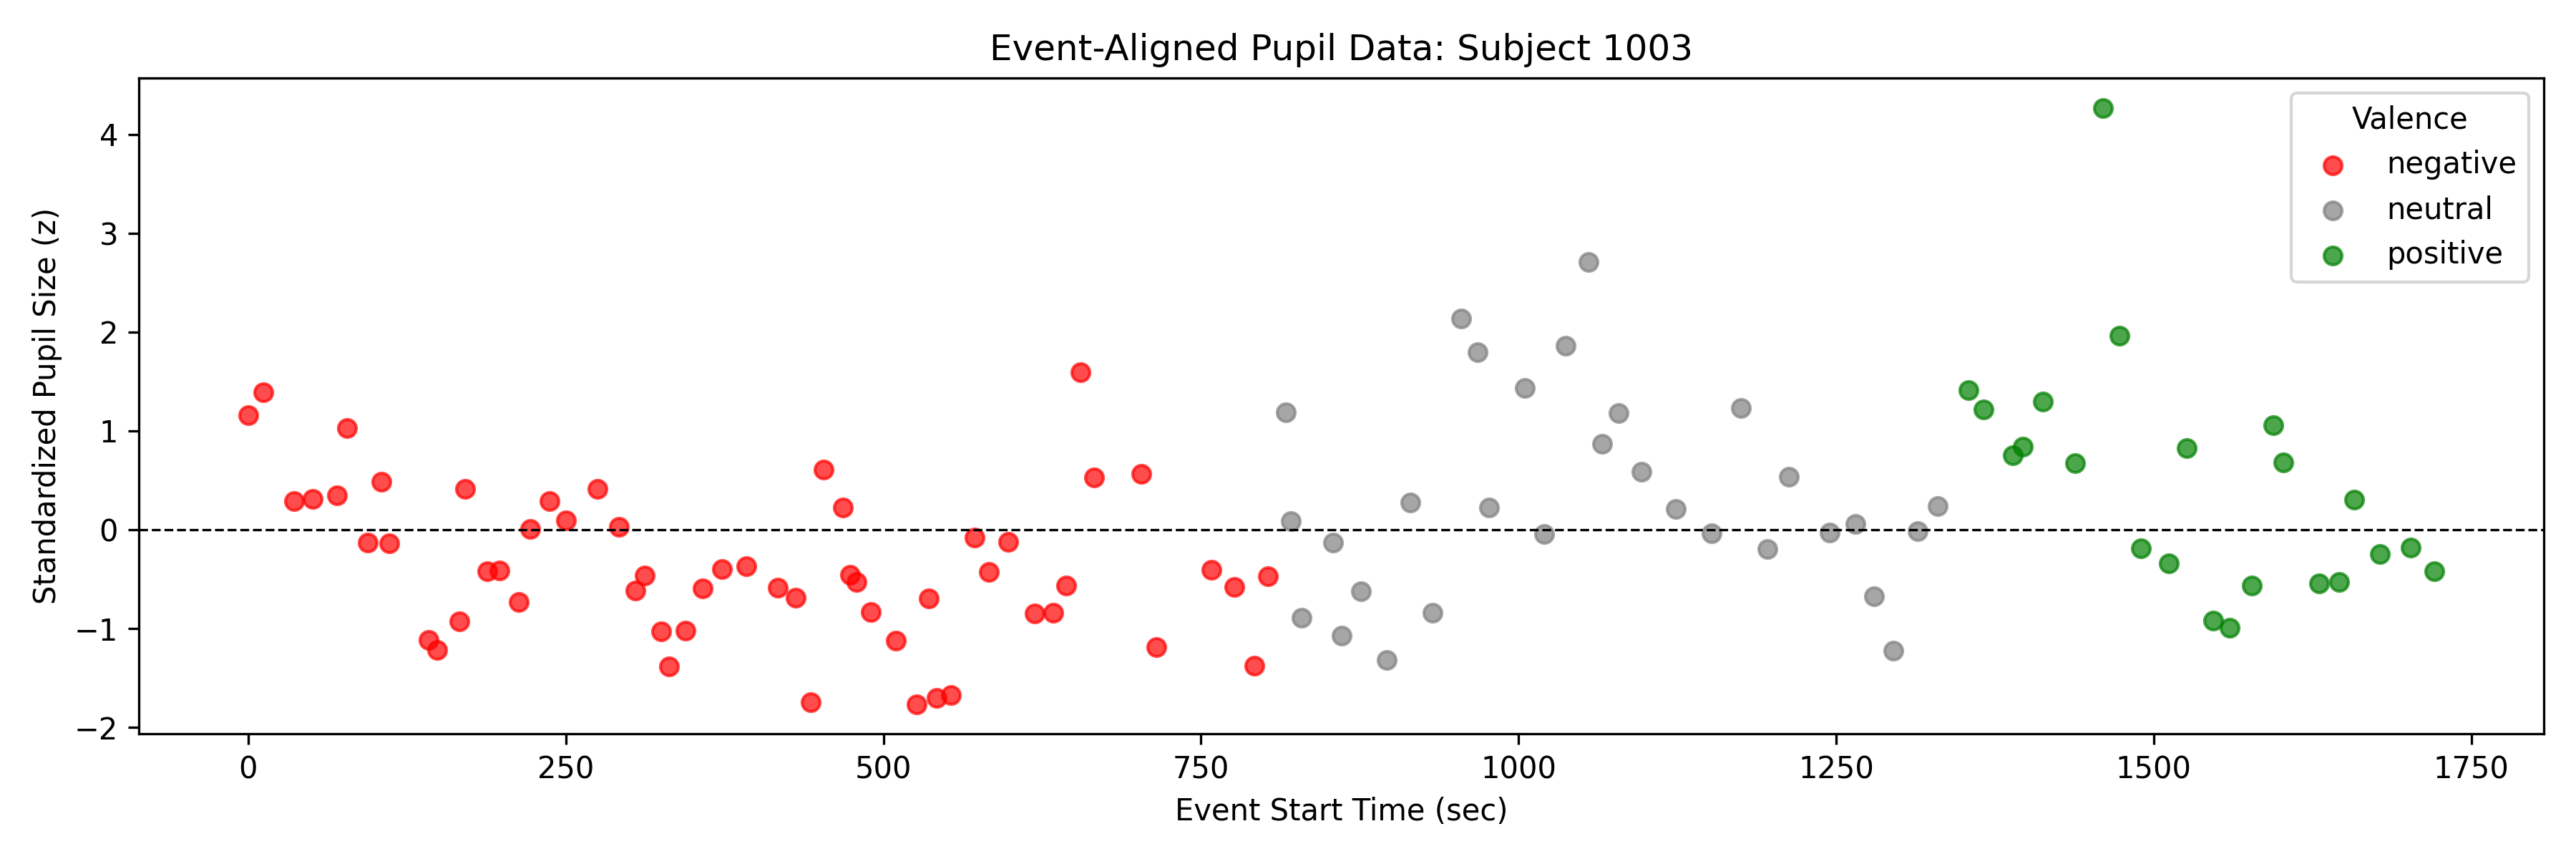 Event-Aligned Pupil Data: Subject 1003
Standardized Pupil Size (z)
4
3
2
1
0
−1
−2
Valence
negative
neutral
positive
0 250 500 750 1000 1250 1500 1750
Event Start Time (sec)